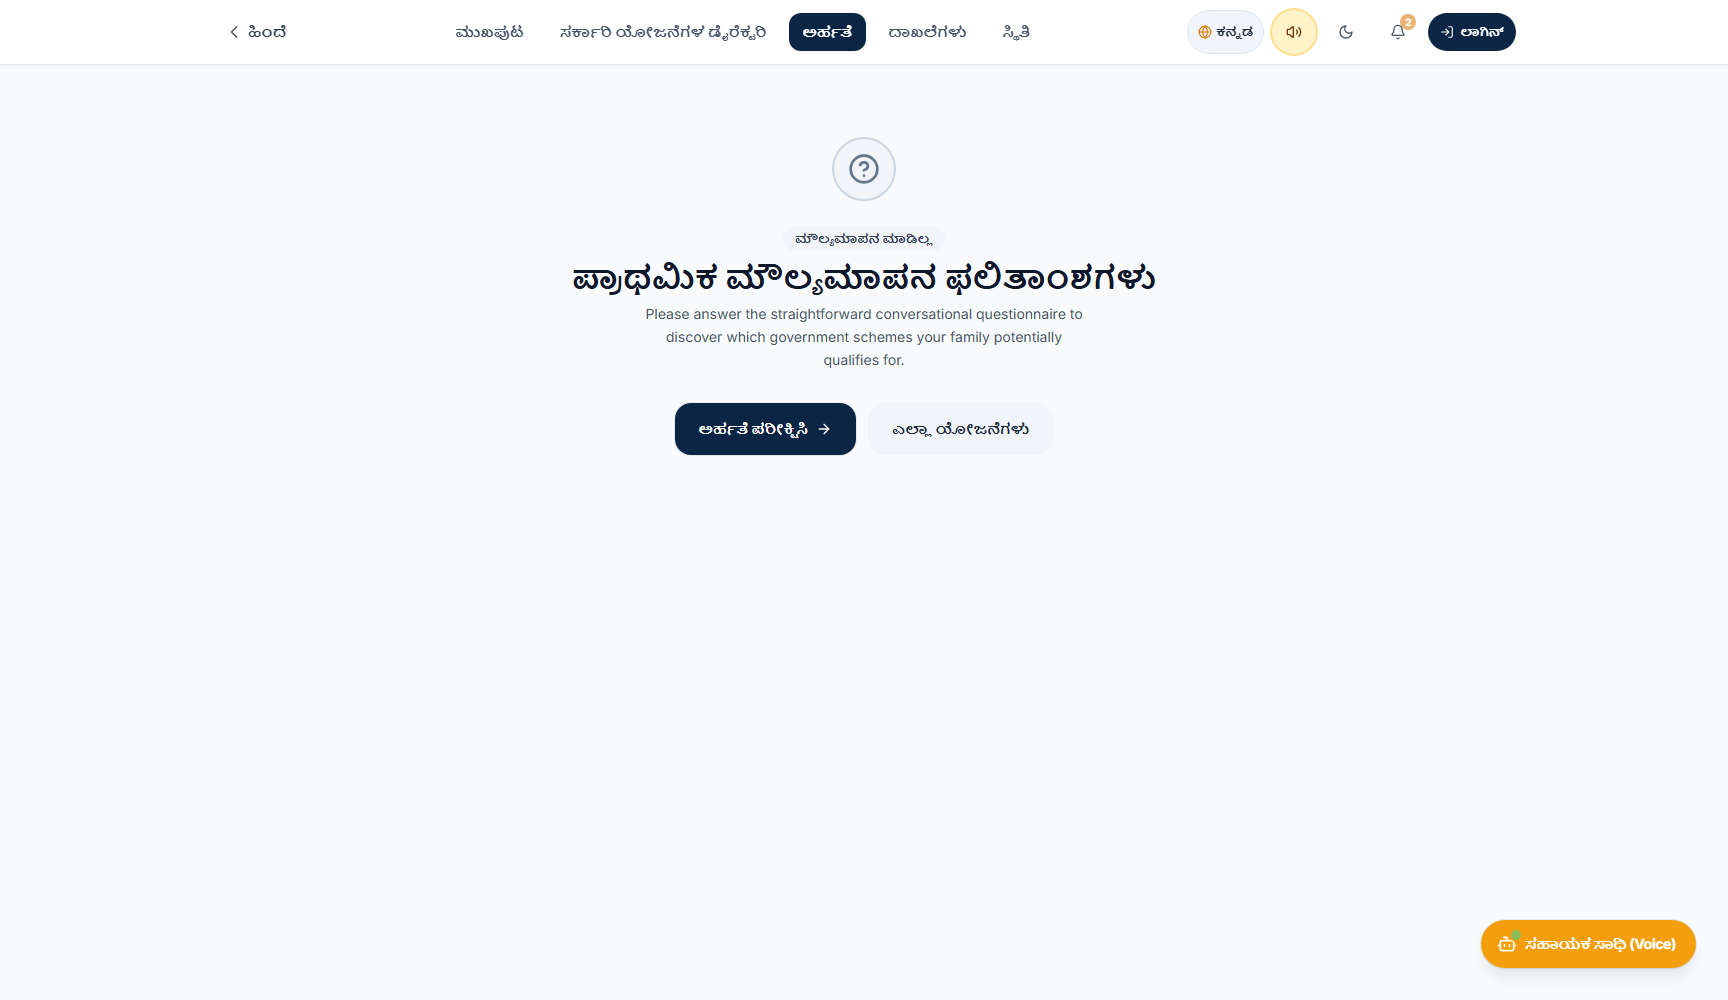 ಹಿಂದೆ
ಮುಖಪುಟ
ಸರ್ಕಾರಿ ಯೋಜನೆಗಳ ಡೈರೆಕ್ಟರಿ
ಅರ್ಹತೆ
ದಾಖಲೆಗಳು
ಸ್ಥಿತಿ
ಕನ್ನಡ
2
ಲಾಗಿನ್
ಮೌಲ್ಯಮಾಪನ ಮಾಡಿಲ್ಲ
ಪ್ರಾಥಮಿಕ ಮೌಲ್ಯಮಾಪನ ಫಲಿತಾಂಶಗಳು
Please answer the straightforward conversational questionnaire to
discover which government schemes your family potentially
qualifies for.
ಅರ್ಹತೆ ಪರೀಕ್ಷಿಸಿ
ಎಲ್ಲಾ ಯೋಜನೆಗಳು
ಸಹಾಯಕ ಸಾಥಿ (Voice)